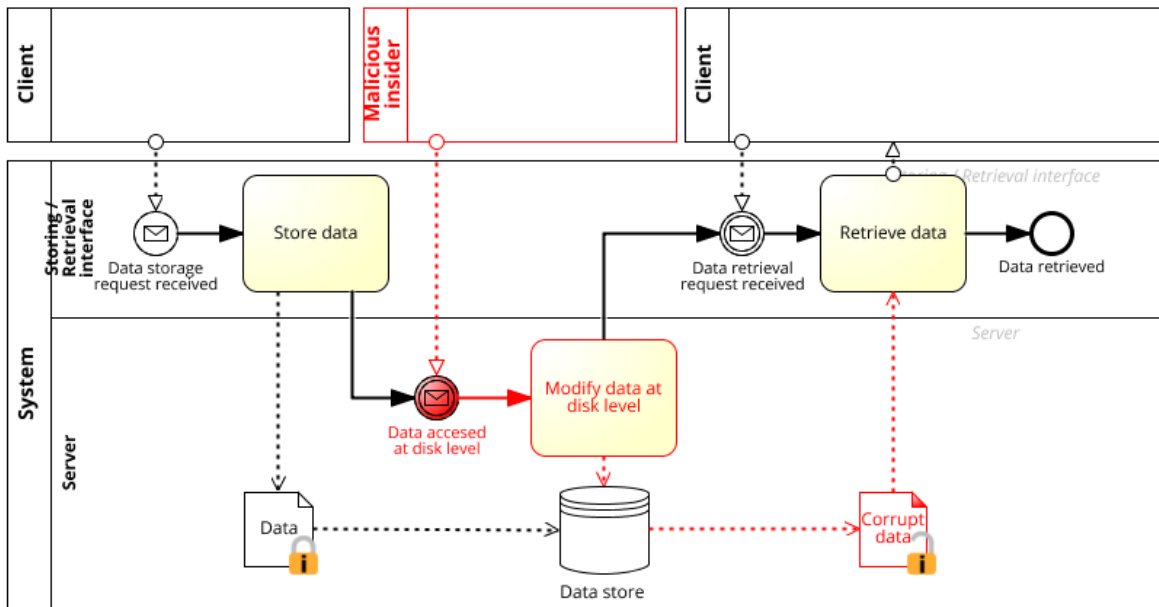 Client
Malicious
insider
Client
System
Storing /
Retrieval
interface
/ Retrieval interface
Data storage
request received
Store data
Data retrieval
request received
Retrieve data
Data retrieved
Server
Server
Data accesed
at disk level
Modify data at
disk level
Data
i
Data store
Corrupt
data
i